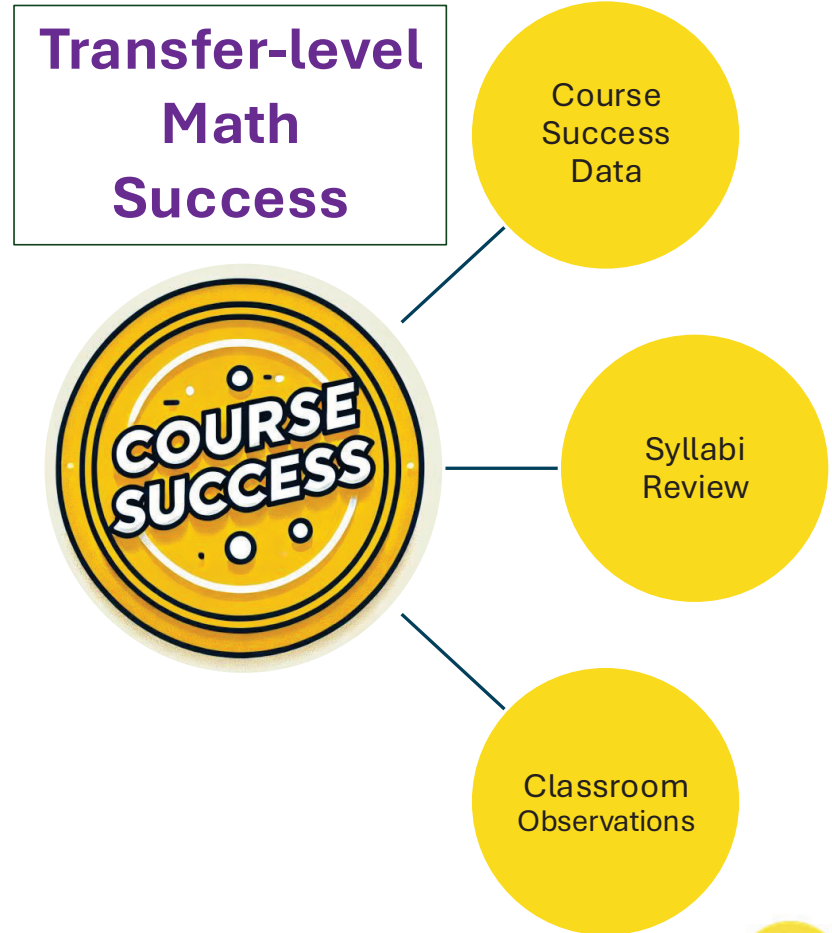 Transfer-level
Math
Success
Course
Success
Data
COURSE
SUCCESS
Syllabi
Review
Classroom
Observations